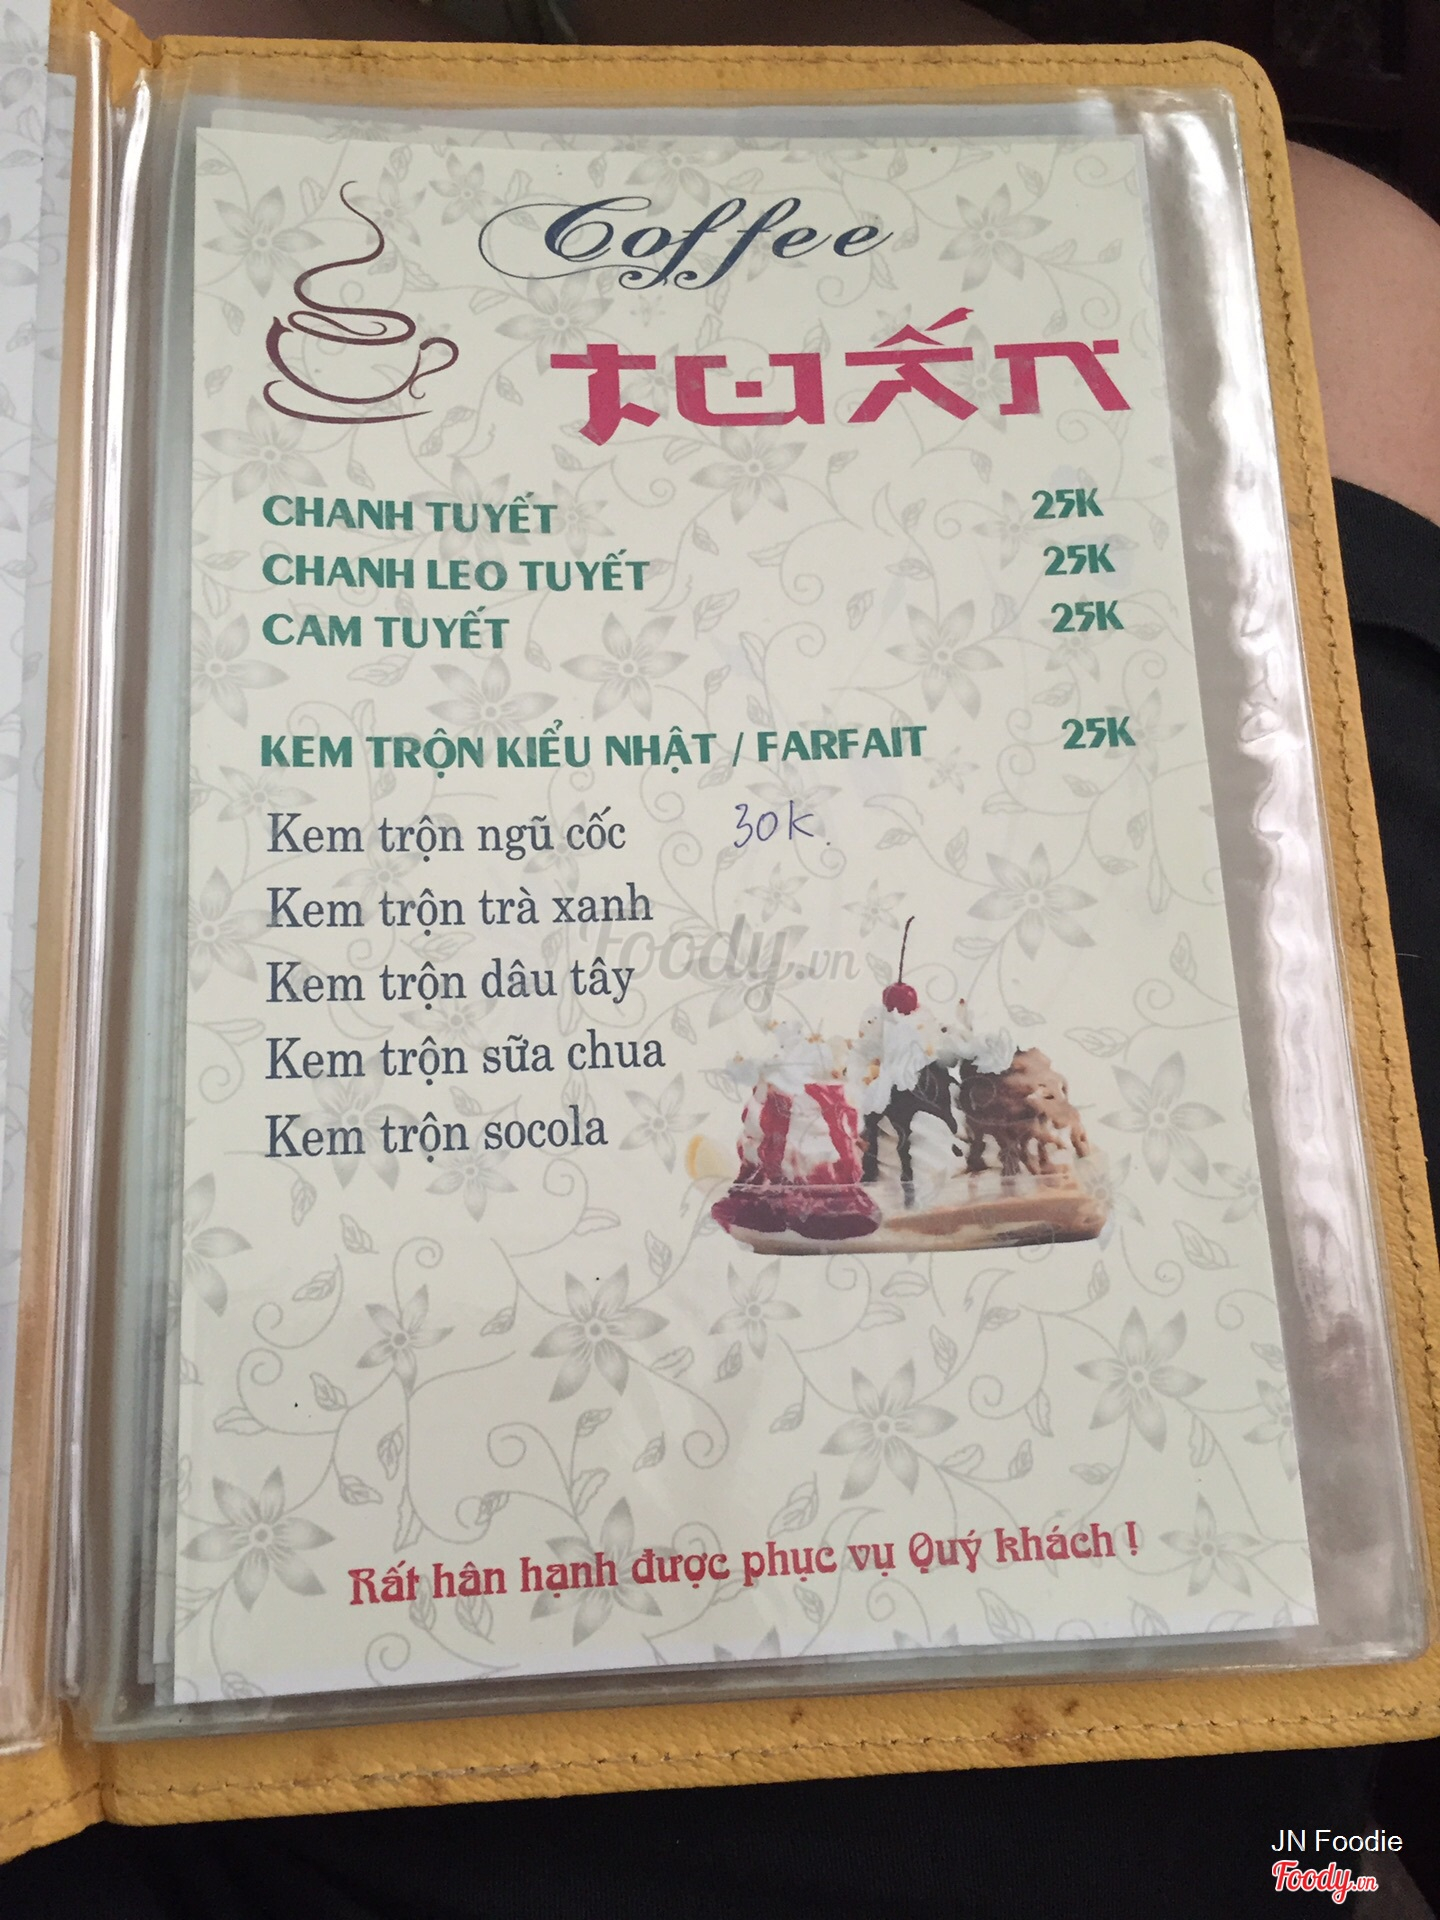 Coffee
TUẤN
CHANH TUYẾT 25K
CHANH LEO TUYẾT 25K
CAM TUYẾT 25K
KEM TRỘN KIỂU NHẬT / FARFAIT 25K
Kem trộn ngũ cốc 30K.
Kem trộn trà xanh
Kem trộn dâu tây
Foody.vn
Kem trộn sữa chua
Kem trộn socola
Rất hân hạnh được phục vụ Quý khách !
JN Foodie
Foody.vn